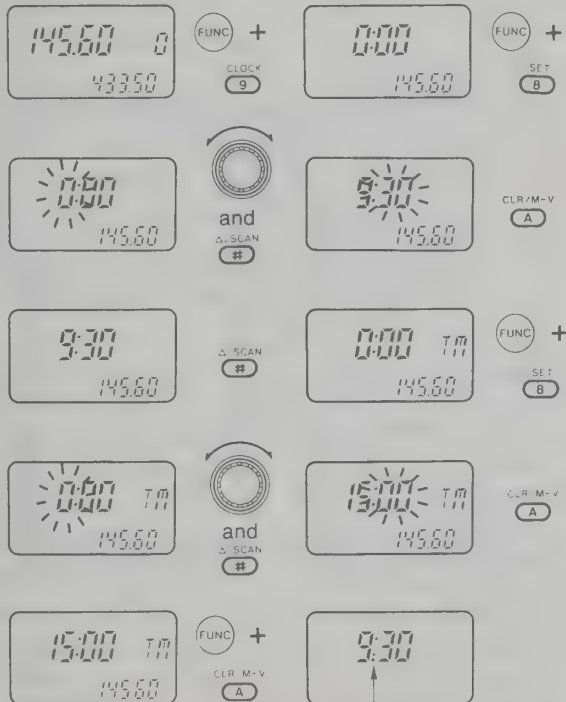 145.60 0 FUNC + 0:00 FUNC +
433.50 CLOCK 9 145.60 SET 8
0:00 9:30 CLR/M-V
145.60 and 145.60 A
△ SCAN
#
9:30 △ SCAN 0:00 TM FUNC +
145.60 # 145.60 SET 8
0:00 TM 15:00 TM CLR M-V
145.60 and 145.60 A
△ SCAN
#
15:00 TM FUNC + 9:30
145.60 CLR M-V
A